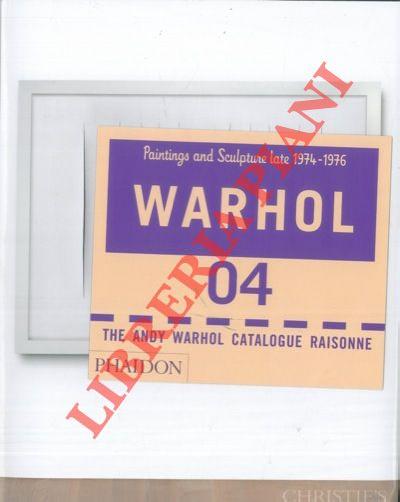 Paintings and Sculpture late 1974-1976
WARHOL
04
THE ANDY WARHOL CATALOGUE RAISONNE
PHAIDON
LIBRERIA PIANI
CHRISTIE'S